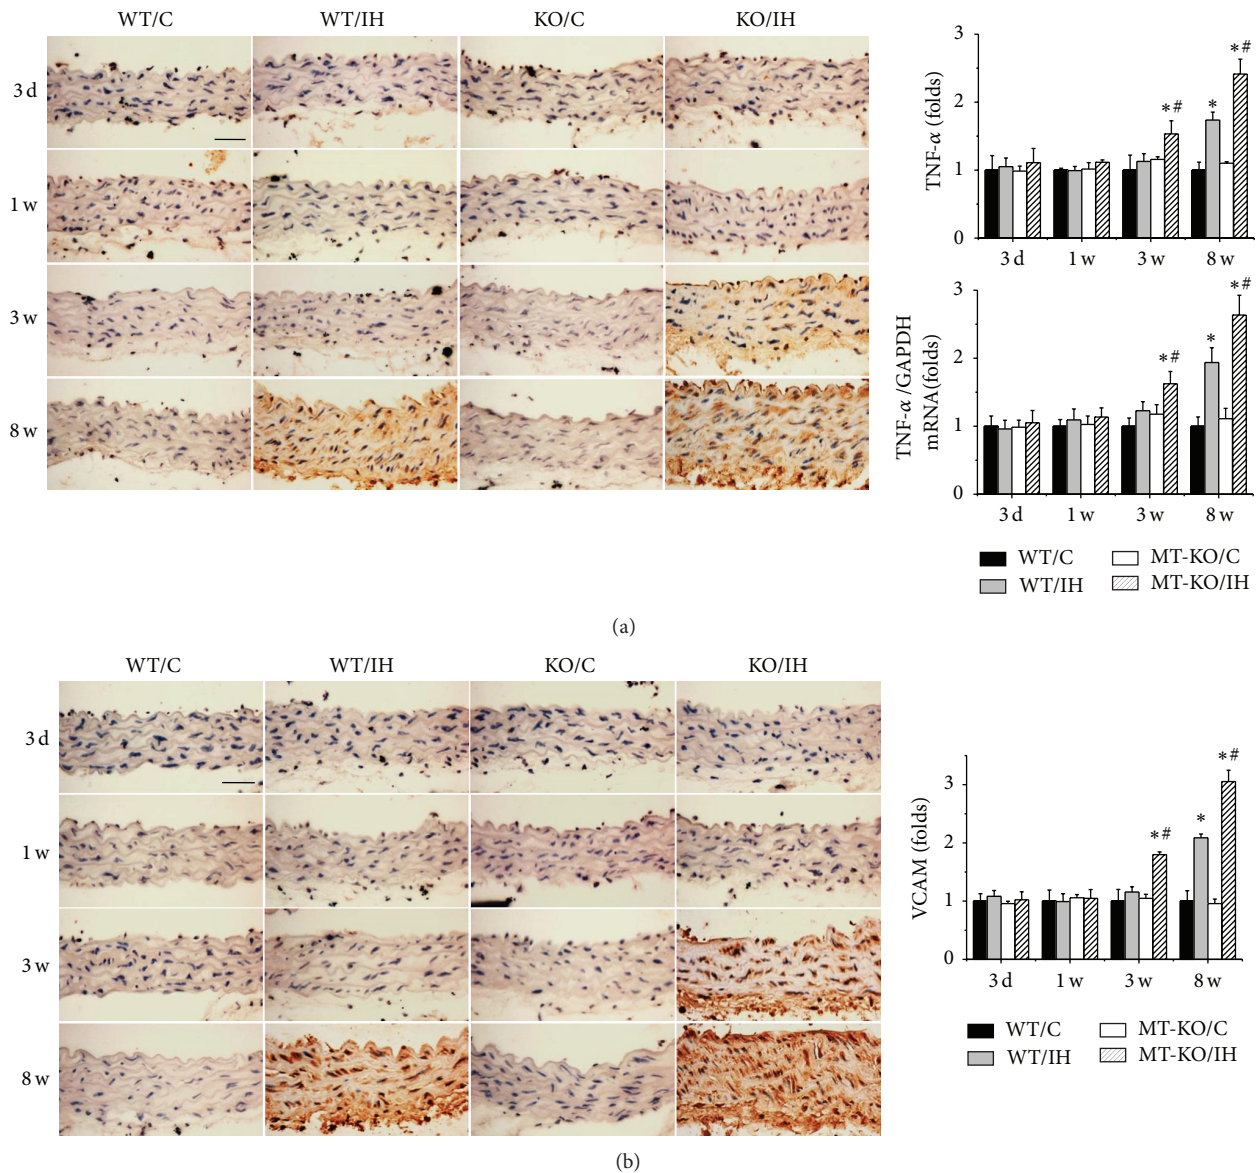 WT/C WT/IH KO/C KO/IH
3 d
1 w
3 w
8 w
TNF-α (folds)
3
2
1
0
* #
*
* #
3 d 1 w 3 w 8 w
TNF-α /GAPDH
mRNA(folds)
3
2
1
0
* #
*
* #
3 d 1 w 3 w 8 w
WT/C MT-KO/C
WT/IH MT-KO/IH
(a)
WT/C WT/IH KO/C KO/IH
3 d
1 w
3 w
8 w
VCAM (folds)
3
2
1
0
* #
*
* #
3 d 1 w 3 w 8 w
WT/C MT-KO/C
WT/IH MT-KO/IH
(b)